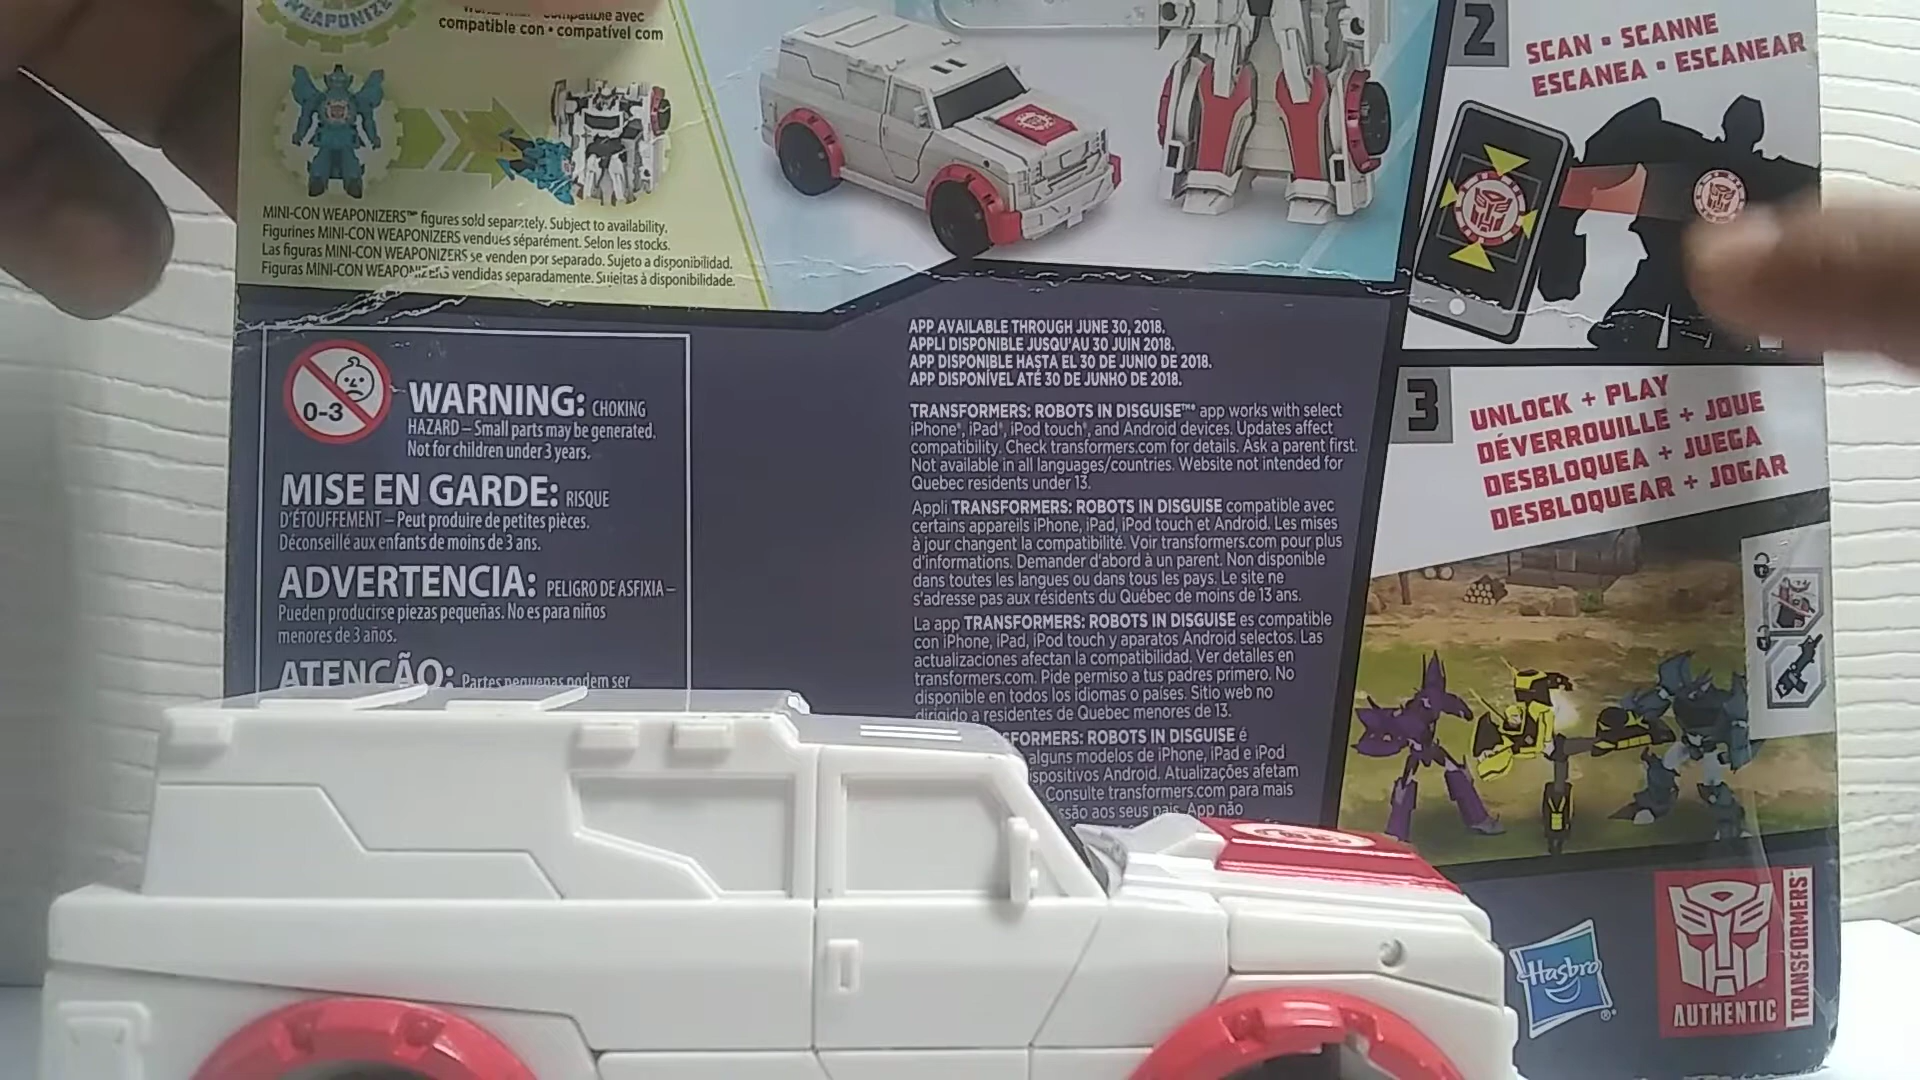 WEAPONIZE
compatible avec
compatible con • compatível com
MINI-CON WEAPONIZERS™ figures sold separately. Subject to availability.
Figurines MINI-CON WEAPONIZERS vendues séparément. Selon les stocks.
Las figuras MINI-CON WEAPONIZERS se venden por separado. Sujeto a disponibilidad.
Figuras MINI-CON WEAPONIZERS vendidas separadamente. Sujeitas à disponibilidade.
0-3
WARNING: CHOKING
HAZARD – Small parts may be generated.
Not for children under 3 years.
MISE EN GARDE: RISQUE
D'ÉTOUFFEMENT – Peut produire de petites pièces.
Déconseillé aux enfants de moins de 3 ans.
ADVERTENCIA: PELIGRO DE ASFIXIA –
Pueden producirse piezas pequeñas. No es para niños
menores de 3 años.
ATENÇÃO: Partes pequenas podem ser
APP AVAILABLE THROUGH JUNE 30, 2018.
APPLI DISPONIBLE JUSQU'AU 30 JUIN 2018.
APP DISPONIBLE HASTA EL 30 DE JUNIO DE 2018.
APP DISPONÍVEL ATÉ 30 DE JUNHO DE 2018.
TRANSFORMERS: ROBOTS IN DISGUISE™ app works with select
iPhone®, iPad®, iPod touch®, and Android devices. Updates affect
compatibility. Check transformers.com for details. Ask a parent first.
Not available in all languages/countries. Website not intended for
Quebec residents under 13.
Appli TRANSFORMERS: ROBOTS IN DISGUISE compatible avec
certains appareils iPhone, iPad, iPod touch et Android. Les mises
à jour changent la compatibilité. Voir transformers.com pour plus
d'informations. Demander d'abord à un parent. Non disponible
dans toutes les langues ou dans tous les pays. Le site ne
s'adresse pas aux résidents du Québec de moins de 13 ans.
La app TRANSFORMERS: ROBOTS IN DISGUISE es compatible
con iPhone, iPad, iPod touch y aparatos Android selectos. Las
actualizaciones afectan la compatibilidad. Ver detalles en
transformers.com. Pide permiso a tus padres primero. No
disponible en todos los idiomas o países. Sitio web no
dirigido a residentes de Quebec menores de 13.
FORMERS: ROBOTS IN DISGUISE é
alguns modelos de iPhone, iPad e iPod
ispositivos Android. Atualizações afetam
Consulte transformers.com para mais
ssão aos seus pais. App não
2
SCAN • SCANNE
ESCANEA • ESCANEAR
3
UNLOCK + PLAY
DÉVERROUILLE + JOUE
DESBLOQUEA + JUEGA
DESBLOQUEAR + JOGAR
Hasbro
®
AUTHENTIC
TRANSFORMERS